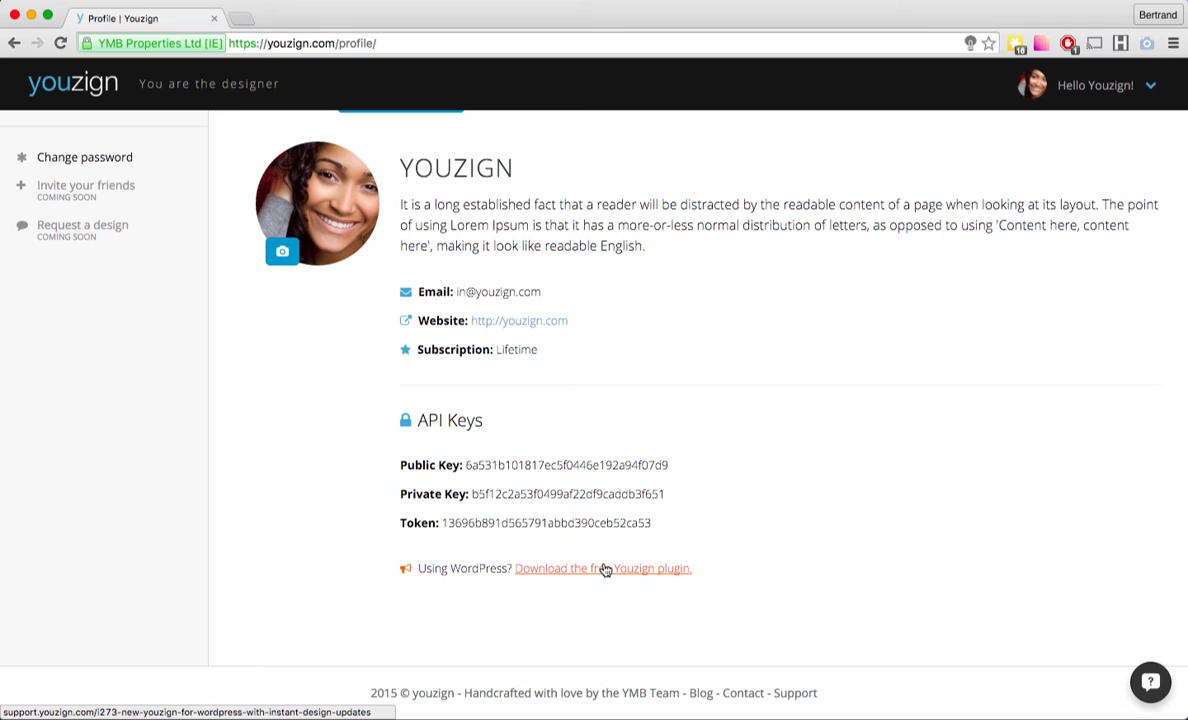 Profile | Youzign
Bertrand
YMB Properties Ltd [IE] https://youzign.com/profile/
16
1
youzign You are the designer
Hello Youzign!
Change password
Invite your friends
COMING SOON
Request a design
COMING SOON
YOUZIGN
It is a long established fact that a reader will be distracted by the readable content of a page when looking at its layout. The point
of using Lorem Ipsum is that it has a more-or-less normal distribution of letters, as opposed to using 'Content here, content
here', making it look like readable English.
Email: in@youzign.com
Website: http://youzign.com
Subscription: Lifetime
API Keys
Public Key: 6a531b101817ec5f0446e192a94f07d9
Private Key: b5f12c2a53f0499af22df9caddb3f651
Token: 13696b891d565791abbd390ceb52ca53
Using WordPress? Download the free Youzign plugin.
2015 © youzign - Handcrafted with love by the YMB Team - Blog - Contact - Support
support.youzign.com/i273-new-youzign-for-wordpress-with-instant-design-updates